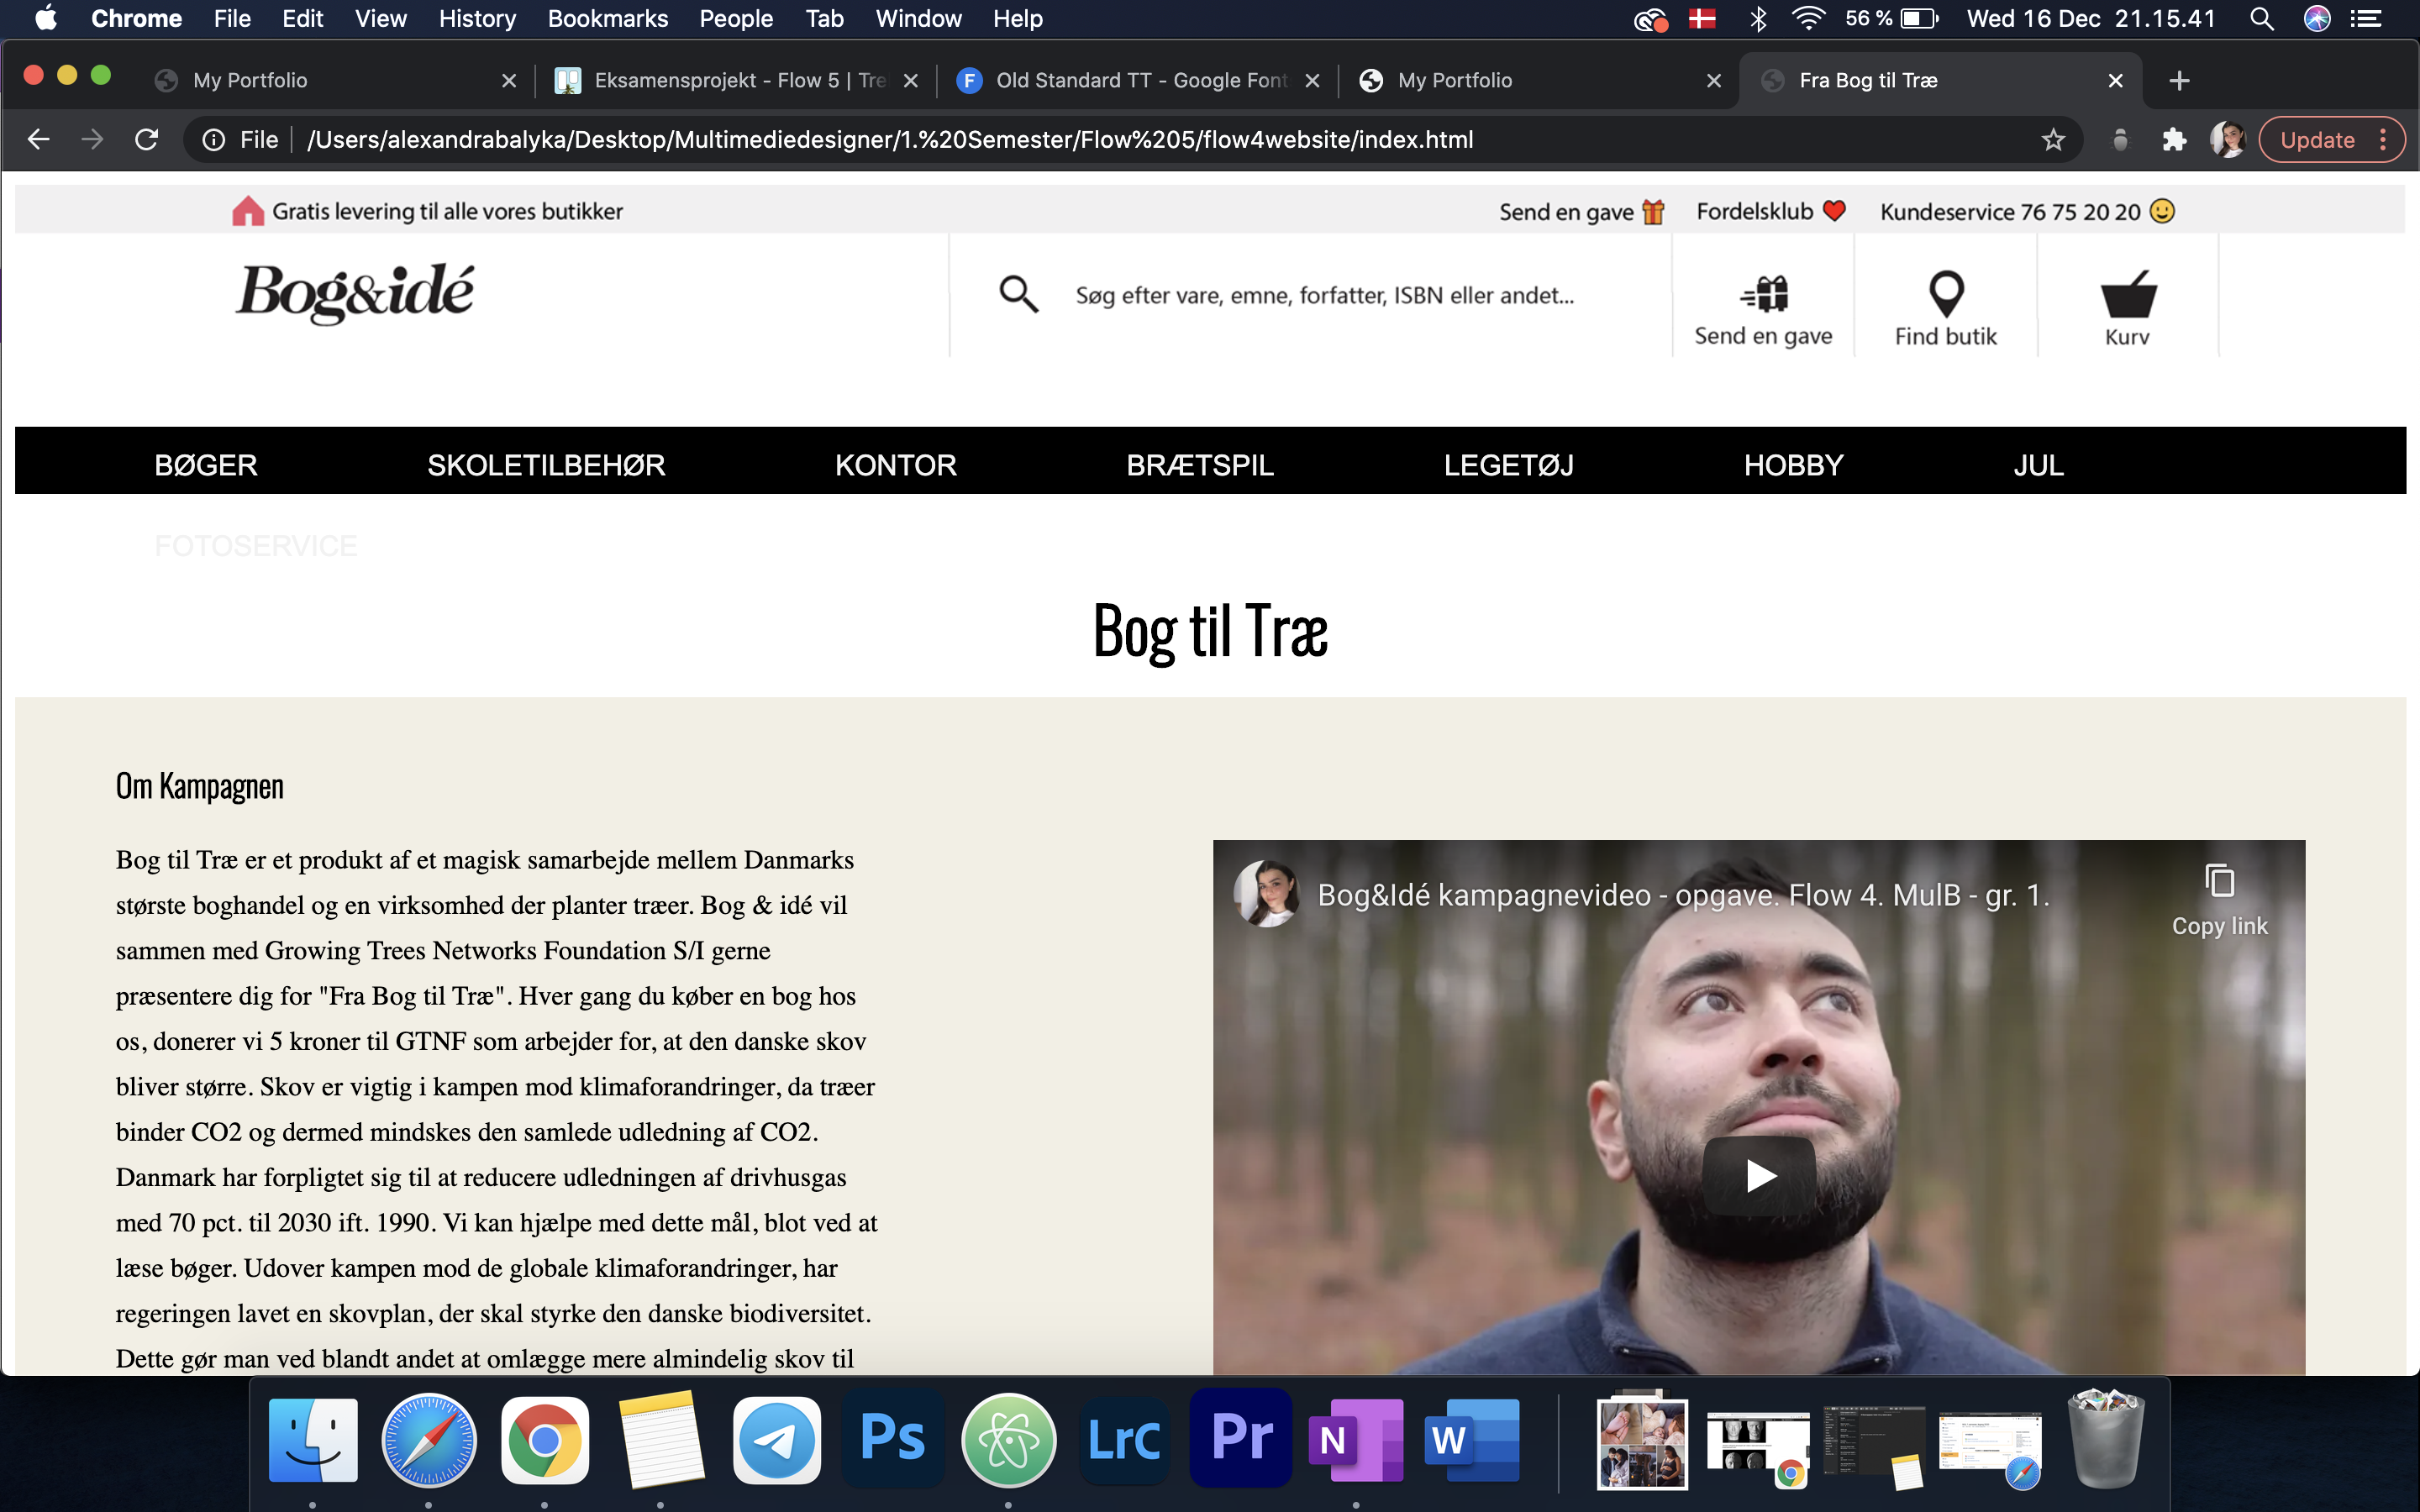 Chrome File Edit View History Bookmarks People Tab Window Help 56 % Wed 16 Dec 21.15.41
My Portfolio Eksamensprojekt - Flow 5 | Tre Old Standard TT - Google Font My Portfolio Fra Bog til Træ
File /Users/alexandrabalyka/Desktop/Multimediedesigner/1.%20Semester/Flow%205/flow4website/index.html Update
Gratis levering til alle vores butikker Send en gave Fordelsklub Kundeservice 76 75 20 20
Bog&idé Søg efter vare, emne, forfatter, ISBN eller andet...
Send en gave Find butik Kurv
BØGER SKOLETILBEHØR KONTOR BRÆTSPIL LEGETØJ HOBBY JUL
FOTOSERVICE
Bog til Træ
Om Kampagnen
Bog til Træ er et produkt af et magisk samarbejde mellem Danmarks
største boghandel og en virksomhed der planter træer. Bog & idé vil
sammen med Growing Trees Networks Foundation S/I gerne
præsentere dig for "Fra Bog til Træ". Hver gang du køber en bog hos
os, donerer vi 5 kroner til GTNF som arbejder for, at den danske skov
bliver større. Skov er vigtig i kampen mod klimaforandringer, da træer
binder CO2 og dermed mindskes den samlede udledning af CO2.
Danmark har forpligtet sig til at reducere udledningen af drivhusgas
med 70 pct. til 2030 ift. 1990. Vi kan hjælpe med dette mål, blot ved at
læse bøger. Udover kampen mod de globale klimaforandringer, har
regeringen lavet en skovplan, der skal styrke den danske biodiversitet.
Dette gør man ved blandt andet at omlægge mere almindelig skov til
Bog&Idé kampagnevideo - opgave. Flow 4. MulB - gr. 1.
Copy link
Ps LrC Pr N W